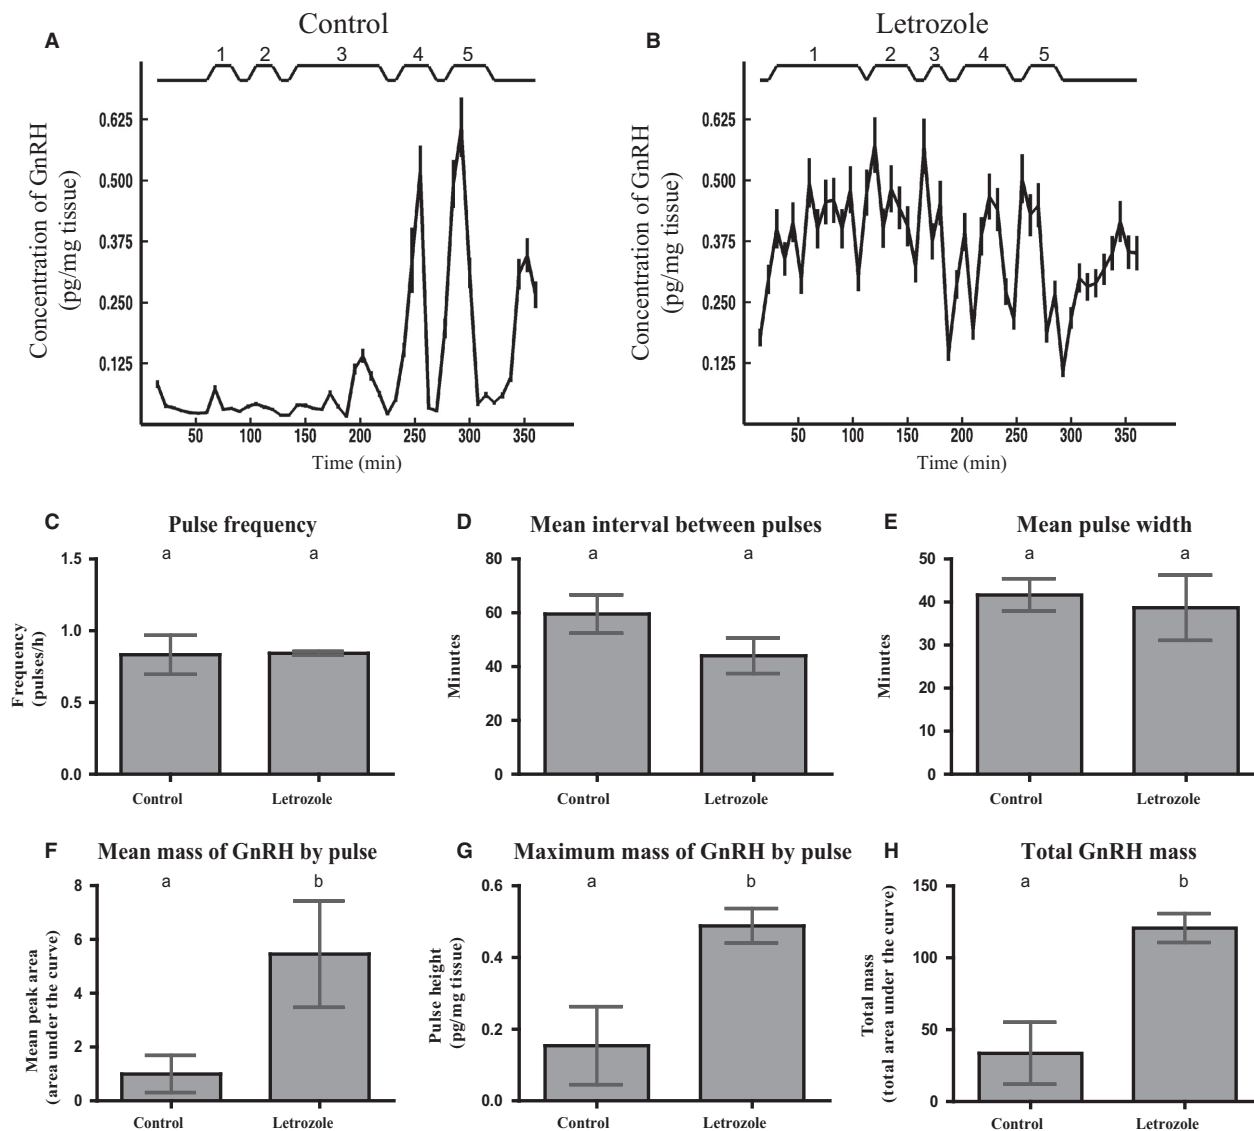 A Control
1 2 3 4 5
Concentration of GnRH
(pg/mg tissue)
0.625
0.500
0.375
0.250
0.125
50 100 150 200 250 300 350
Time (min)
B Letrozole
1 2 3 4 5
Concentration of GnRH
(pg/mg tissue)
0.625
0.500
0.375
0.250
0.125
50 100 150 200 250 300 350
Time (min)
C Pulse frequency
a a
Frequency
(pulses/h)
1.5
1.0
0.5
0.0
Control Letrozole
D Mean interval between pulses
a a
Minutes
80
60
40
20
0
Control Letrozole
E Mean pulse width
a a
Minutes
50
40
30
20
10
0
Control Letrozole
F Mean mass of GnRH by pulse
a b
Mean peak area
(area under the curve)
8
6
4
2
0
Control Letrozole
G Maximum mass of GnRH by pulse
a b
Pulse height
(pg/mg tissue)
0.6
0.4
0.2
0.0
Control Letrozole
H Total GnRH mass
a b
Total mass
(total area under the curve)
150
100
50
0
Control Letrozole